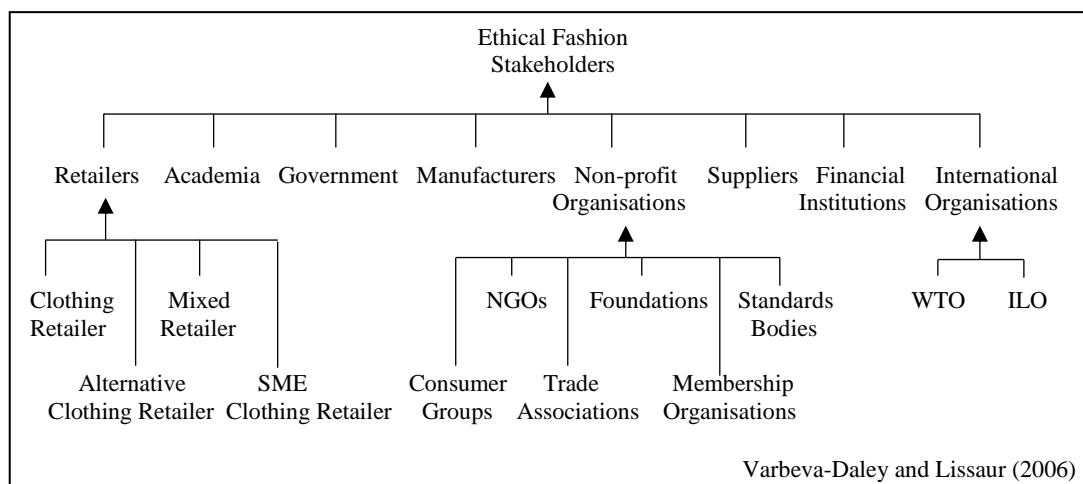 Ethical Fashion
Stakeholders
Retailers
Academia
Government
Manufacturers
Non-profit
Organisations
Suppliers
Financial
Institutions
International
Organisations
Clothing
Retailer
Mixed
Retailer
Alternative
Clothing Retailer
SME
Clothing Retailer
NGOs
Foundations
Standards
Bodies
Consumer
Groups
Trade
Associations
Membership
Organisations
WTO
ILO
Varbeva-Daley and Lissaur (2006)